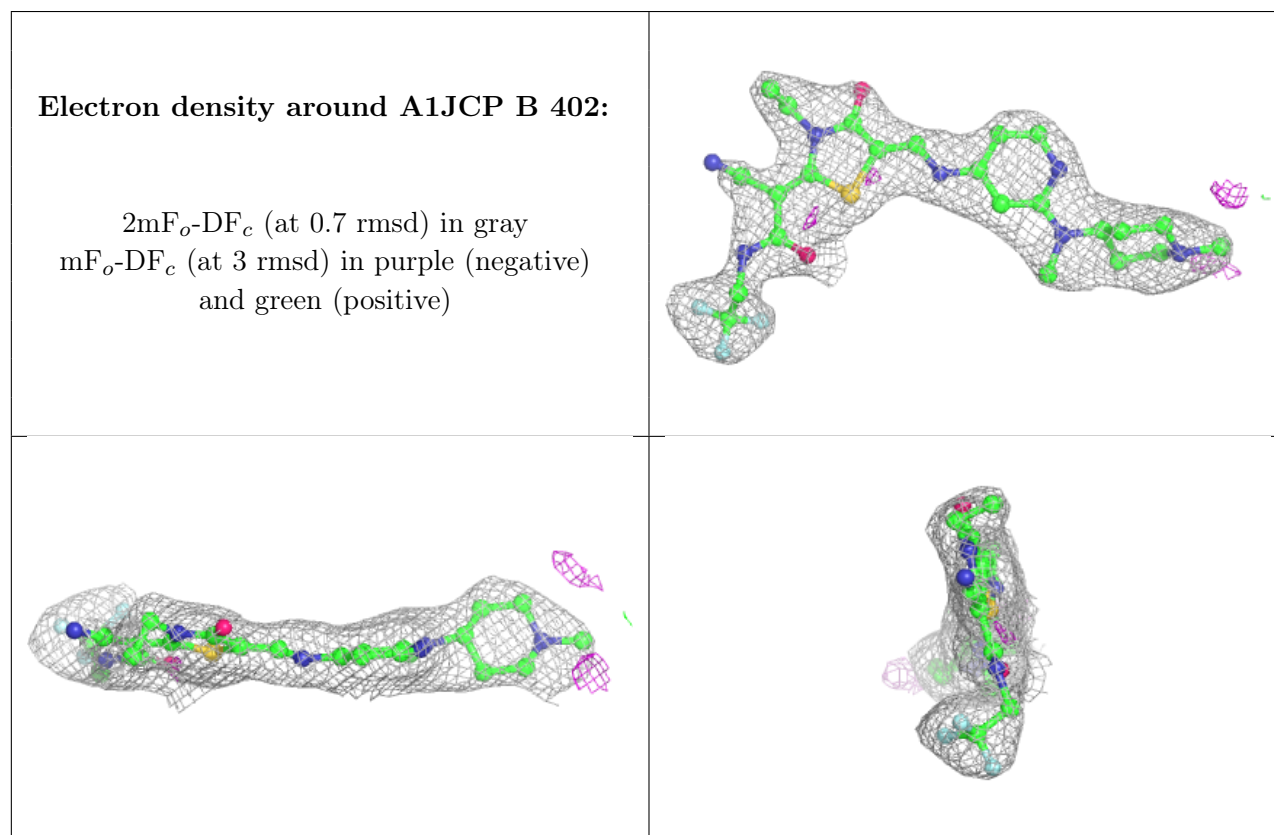 Electron density around A1JCP B 402:
2mFo-DFc (at 0.7 rmsd) in gray
mFo-DFc (at 3 rmsd) in purple (negative)
and green (positive)